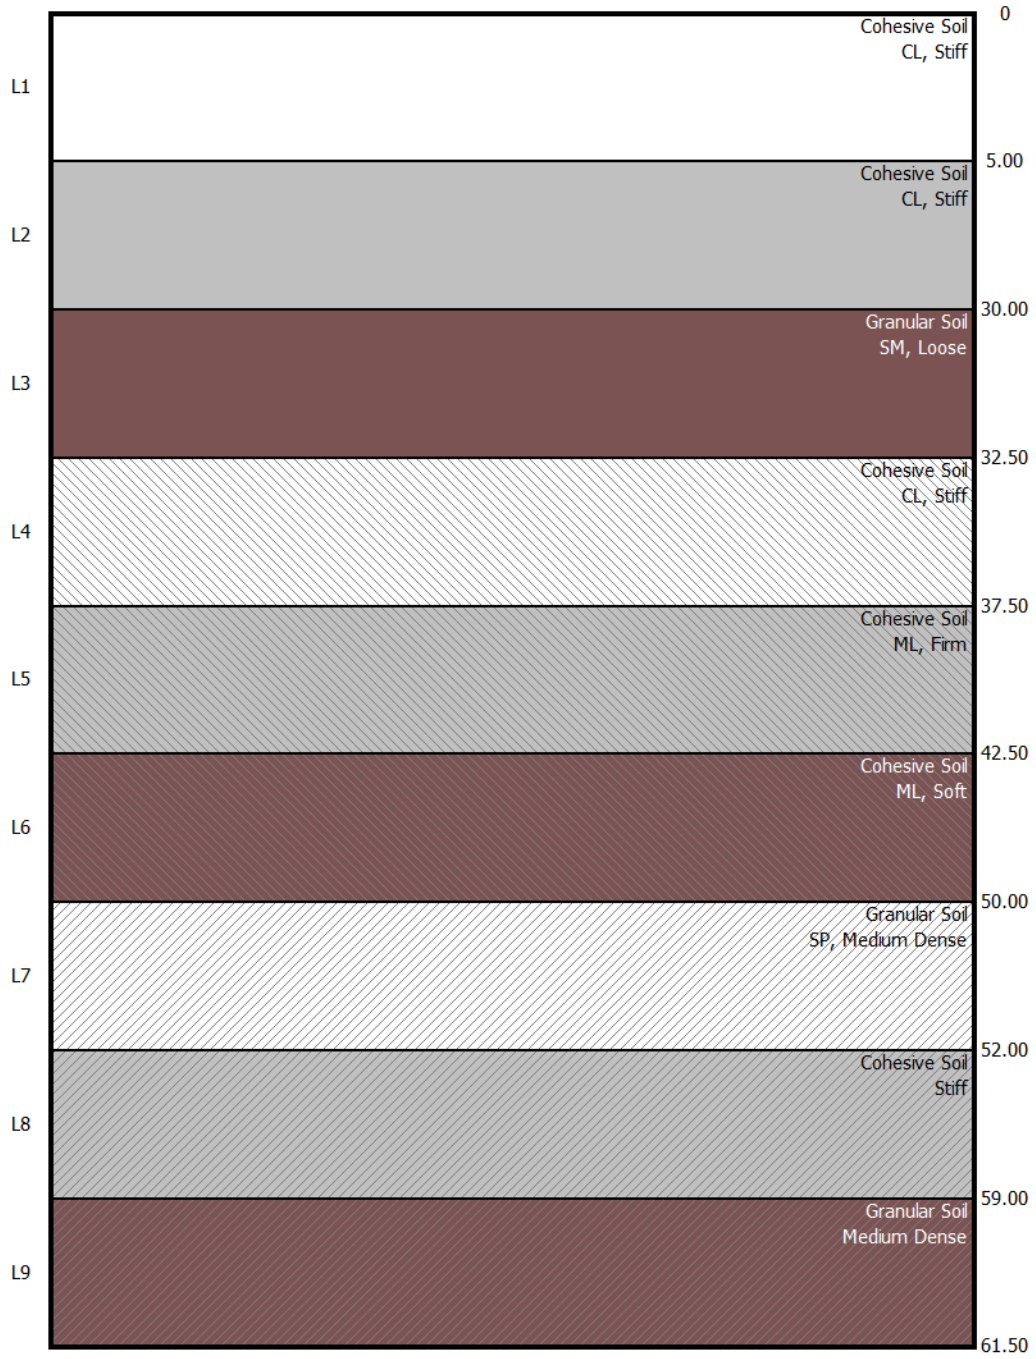 0
Cohesive Soil
CL, Stiff
L1
5.00
Cohesive Soil
CL, Stiff
L2
30.00
Granular Soil
SM, Loose
L3
32.50
Cohesive Soil
CL, Stiff
L4
37.50
Cohesive Soil
ML, Firm
L5
42.50
Cohesive Soil
ML, Soft
L6
50.00
Granular Soil
SP, Medium Dense
L7
52.00
Cohesive Soil
Stiff
L8
59.00
Granular Soil
Medium Dense
L9
61.50